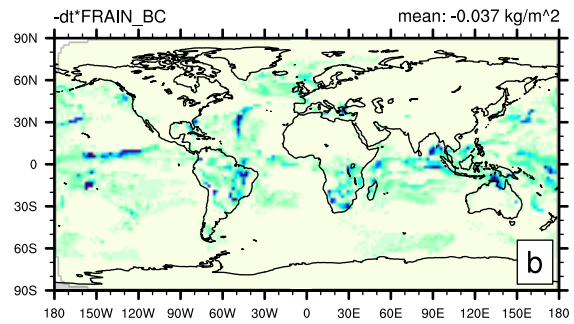 -dt*FRAIN_BC mean: -0.037 kg/m^2
90N
60N
30N
0
30S
60S
90S
b
180 150W 120W 90W 60W 30W 0 30E 60E 90E 120E 150E 180